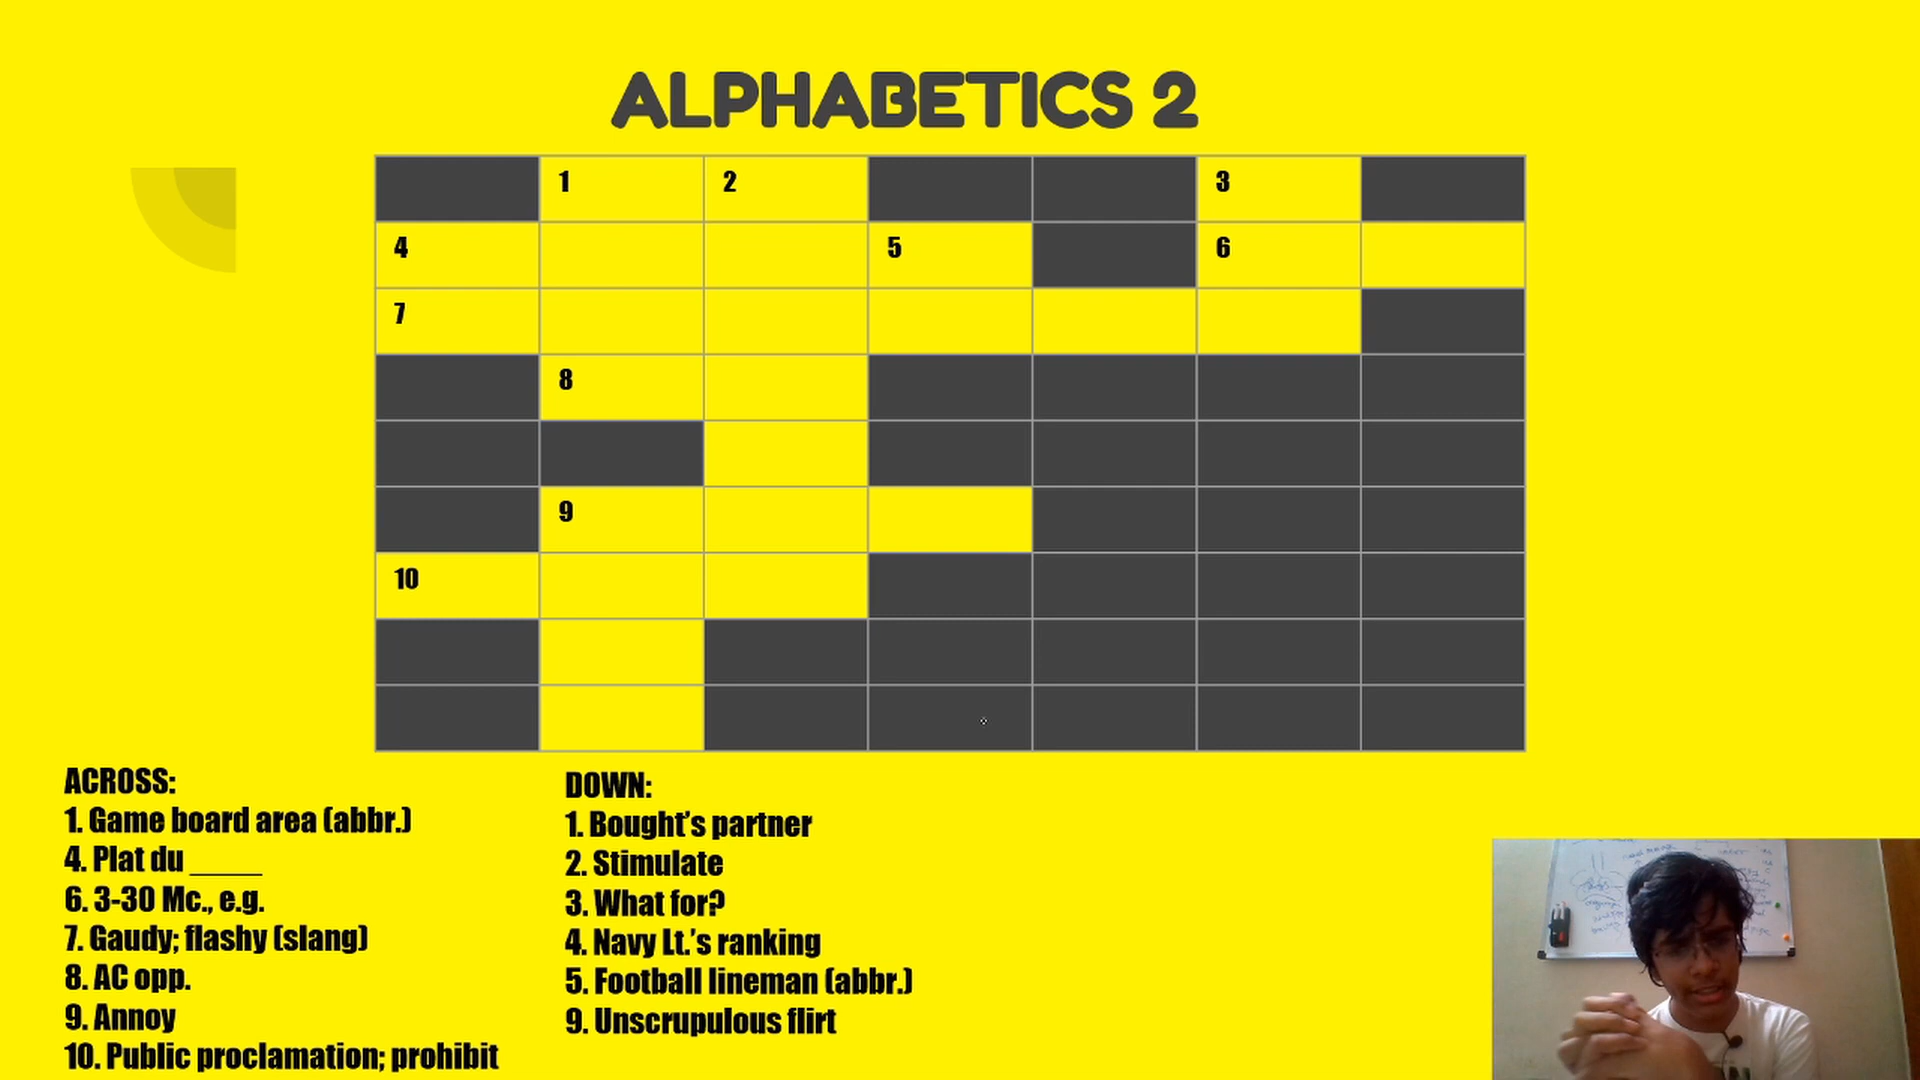 ALPHABETICS 2
1 2 3
4 5 6
7
8
9
10
ACROSS:
1. Game board area (abbr.)
4. Plat du ____
6. 3-30 Mc., e.g.
7. Gaudy; flashy (slang)
8. AC opp.
9. Annoy
10. Public proclamation; prohibit
DOWN:
1. Bought's partner
2. Stimulate
3. What for?
4. Navy Lt.'s ranking
5. Football lineman (abbr.)
9. Unscrupulous flirt